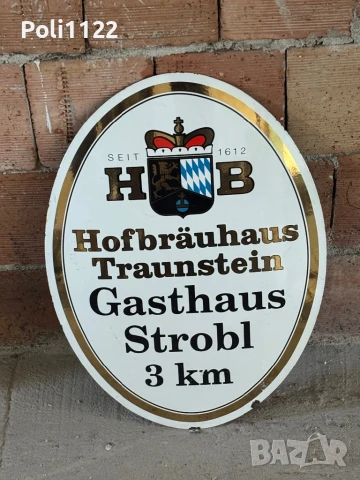 Poli1122
SEIT 1612
H B
Hofbräuhaus
Traunstein
Gasthaus
Strobl
3 km
BAZAR